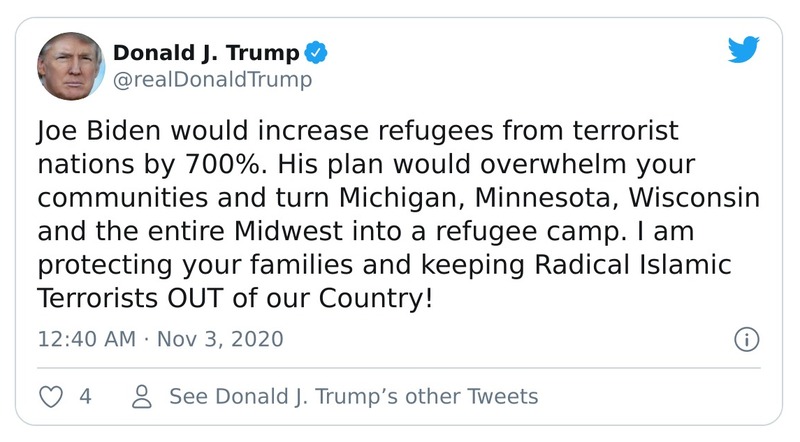 Donald J. Trump
@realDonaldTrump
Joe Biden would increase refugees from terrorist
nations by 700%. His plan would overwhelm your
communities and turn Michigan, Minnesota, Wisconsin
and the entire Midwest into a refugee camp. I am
protecting your families and keeping Radical Islamic
Terrorists OUT of our Country!
12:40 AM · Nov 3, 2020
4 See Donald J. Trump’s other Tweets